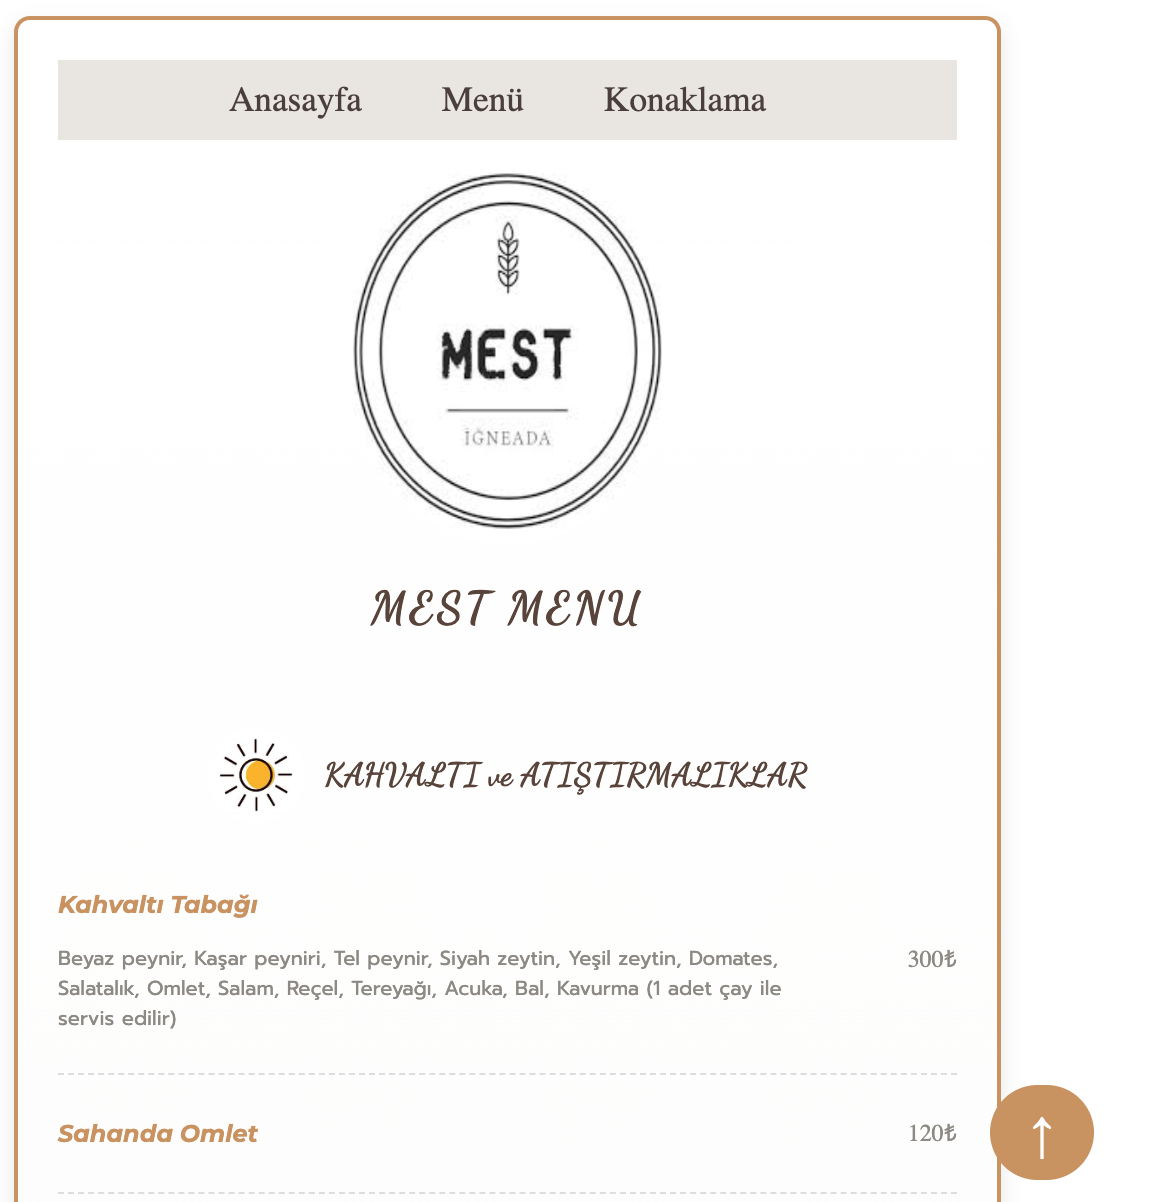 Anasayfa Menü Konaklama
MEST
İĞNEADA
MEST MENU
KAHVALTI ve ATIŞTIRMALIKLAR
Kahvaltı Tabağı
Beyaz peynir, Kaşar peyniri, Tel peynir, Siyah zeytin, Yeşil zeytin, Domates,
Salatalık, Omlet, Salam, Reçel, Tereyağı, Acuka, Bal, Kavurma (1 adet çay ile
servis edilir)
300₺
Sahanda Omlet 120₺
↑